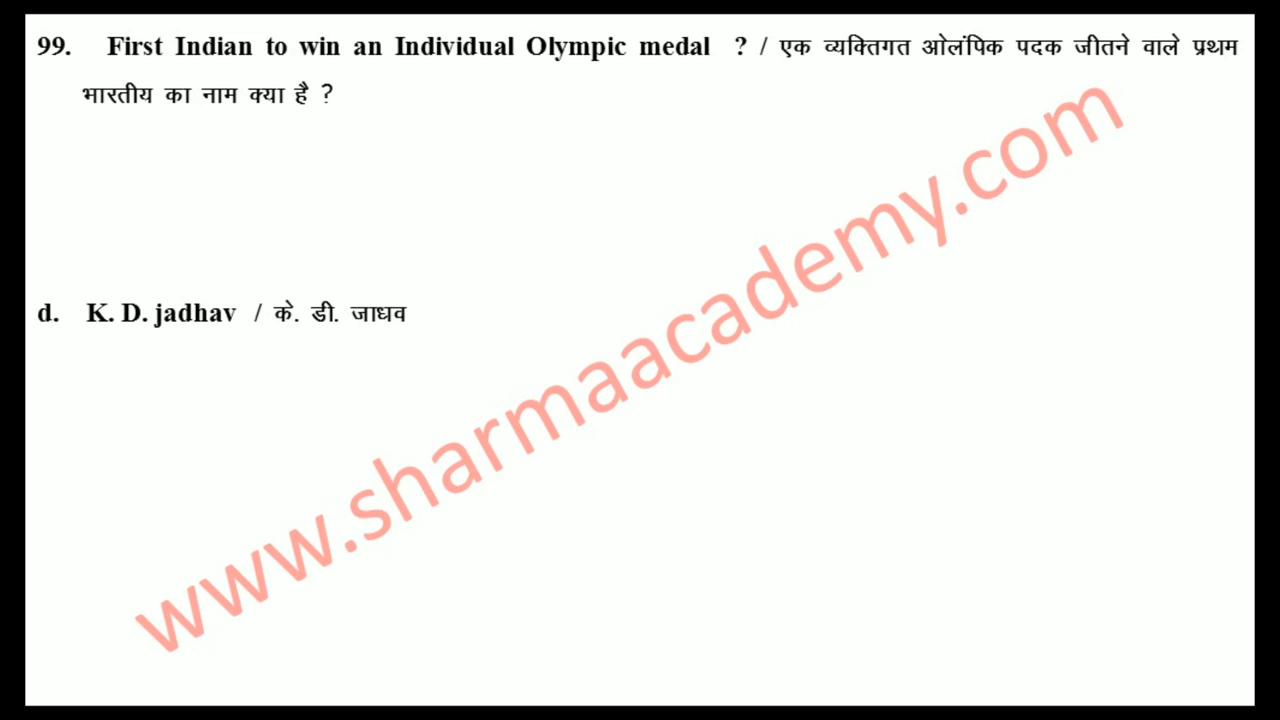 99. First Indian to win an Individual Olympic medal ? / एक व्यक्तिगत ओलंपिक पदक जीतने वाले प्रथम
भारतीय का नाम क्या है ?
d. K. D. jadhav / के. डी. जाधव
www.sharmaacademy.com